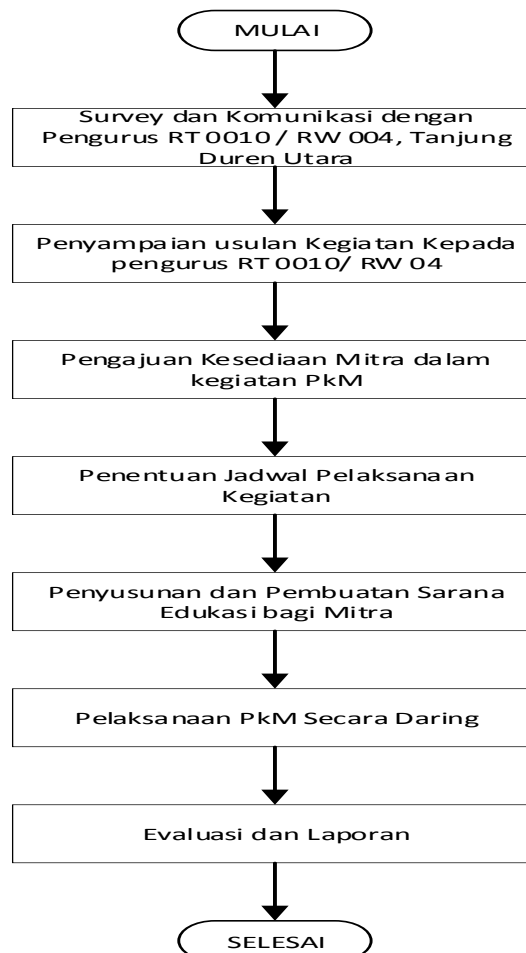 MULAI
Survey dan Komunikasi dengan
Pengurus RT 0010 / RW 004, Tanjung
Duren Utara
Penyampaian usulan Kegiatan Kepada
pengurus RT 0010/ RW 04
Pengajuan Kesediaan Mitra dalam
kegiatan PkM
Penentuan Jadwal Pelaksanaan
Kegiatan
Penyusunan dan Pembuatan Sarana
Edukasi bagi Mitra
Pelaksanaan PkM Secara Daring
Evaluasi dan Laporan
SELESAI